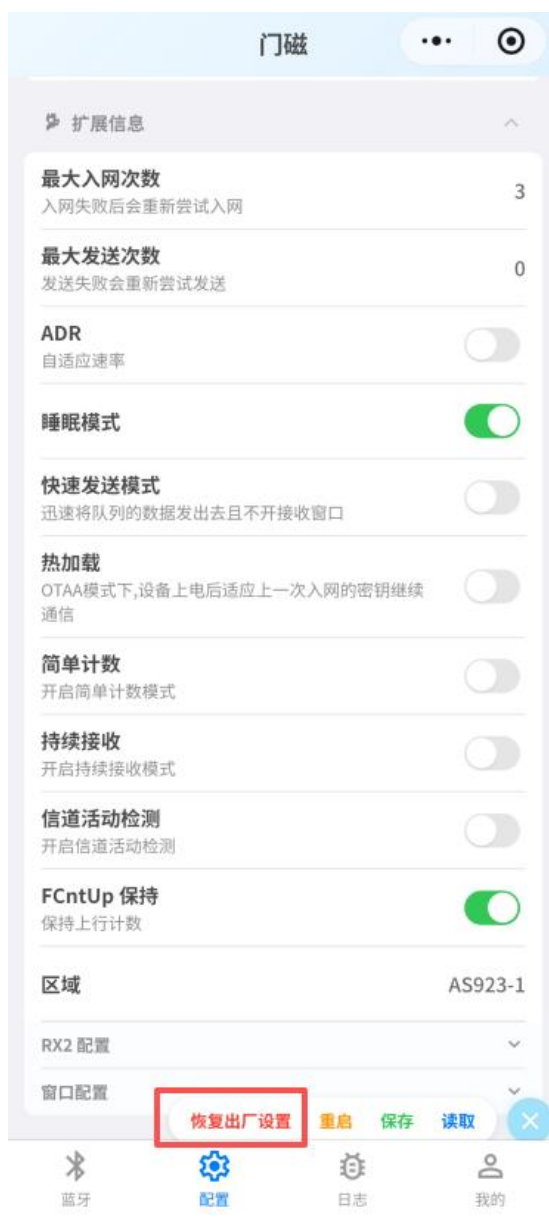 门磁
扩展信息
最大入网次数
入网失败后会重新尝试入网
3
最大发送次数
发送失败会重新尝试发送
0
ADR
自适应速率
睡眠模式
快速发送模式
迅速将队列的数据发出去且不开接收窗口
热加载
OTAA模式下,设备上电后适应上一次入网的密钥继续
通信
简单计数
开启简单计数模式
持续接收
开启持续接收模式
信道活动检测
开启信道活动检测
FCntUp 保持
保持上行计数
区域
AS923-1
RX2 配置
窗口配置
恢复出厂设置 重启 保存 读取
蓝牙 配置 日志 我的